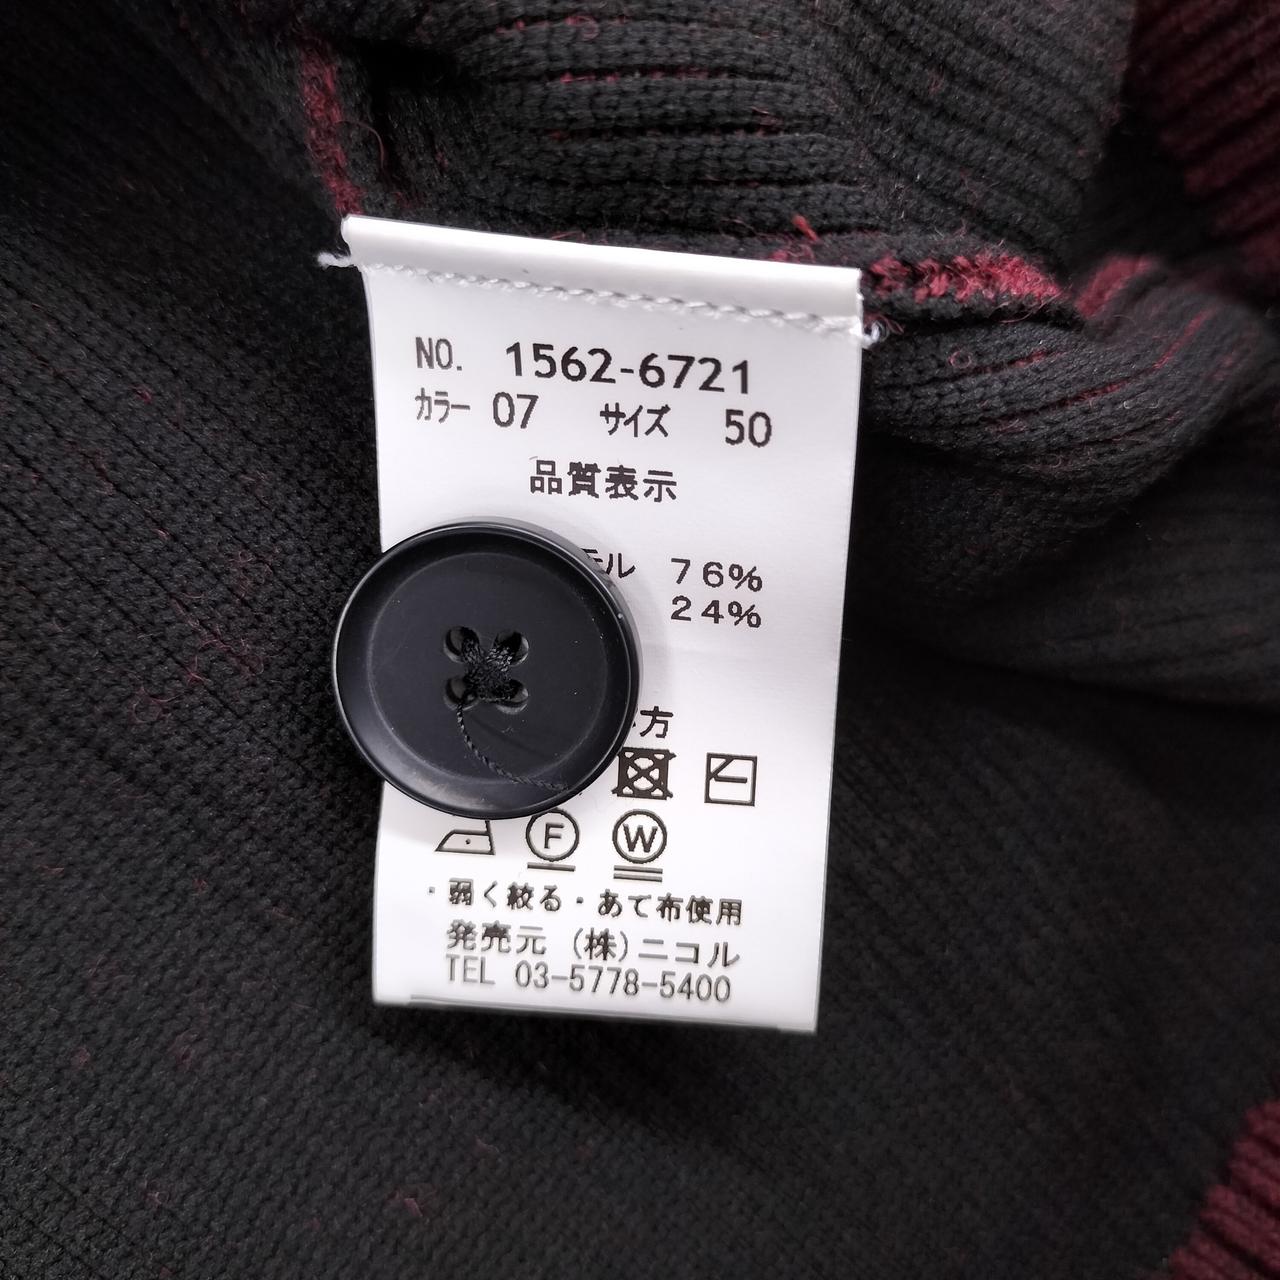 NO. 1562-6721
カラー 07 サイズ 50
品質表示
76%
24%
方
F W
・弱く絞る・あて布使用
発売元 (株)ニコル
TEL 03-5778-5400